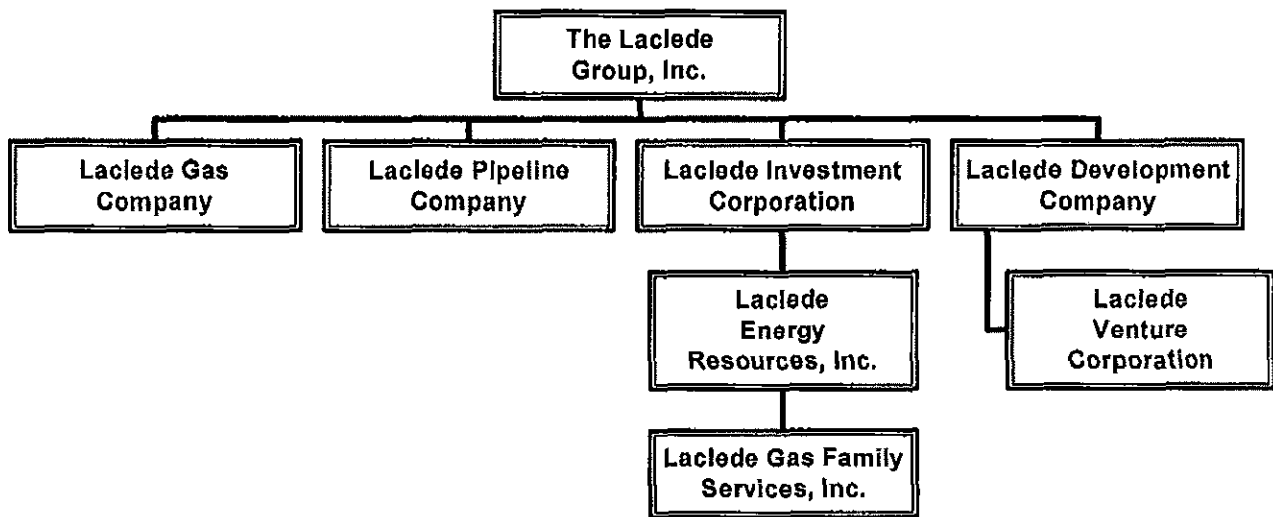 The Laclede
Group, Inc.
Laclede Gas
Company
Laclede Pipeline
Company
Laclede Investment
Corporation
Laclede Development
Company
Laclede
Energy
Resources, Inc.
Laclede
Venture
Corporation
Laclede Gas Family
Services, Inc.